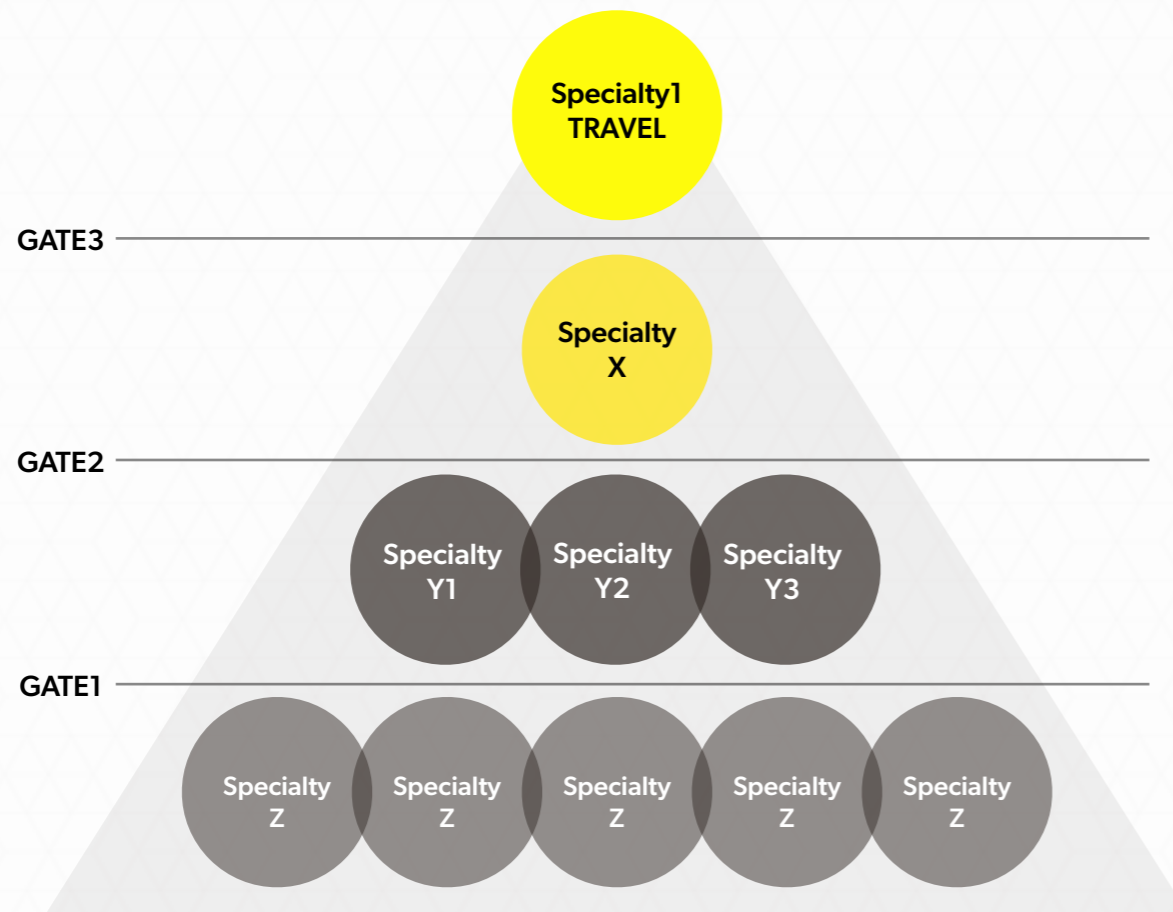 Specialty1
TRAVEL
GATE3
Specialty
X
GATE2
Specialty
Y1
Specialty
Y2
Specialty
Y3
GATE1
Specialty
Z
Specialty
Z
Specialty
Z
Specialty
Z
Specialty
Z